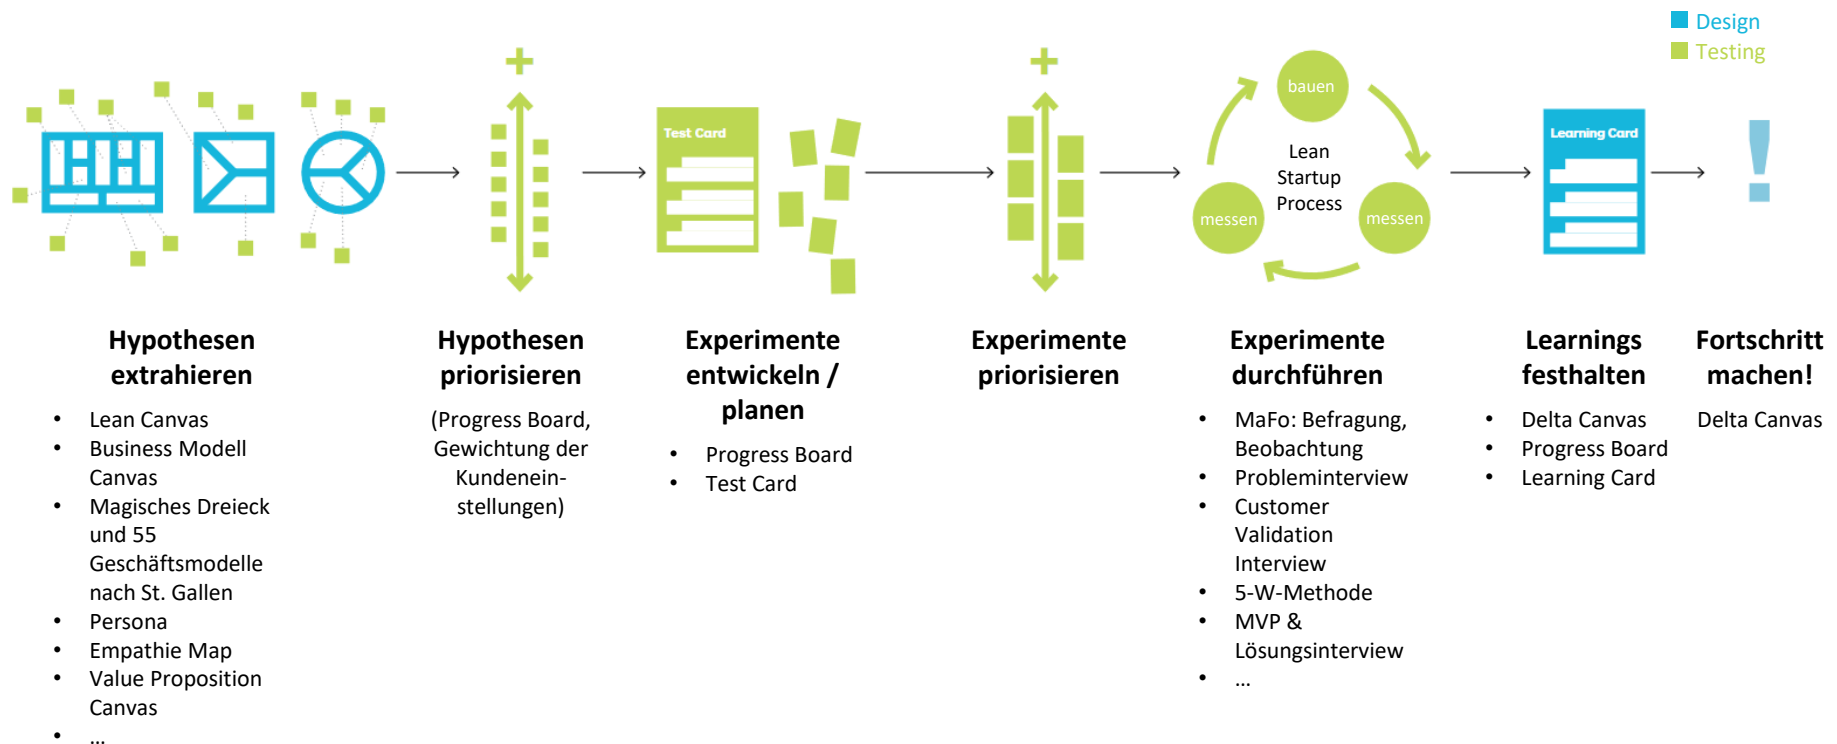 Design
Testing
Test Card
bauen
Lean
Startup
Process
messen
messen
Learning Card
!
Hypothesen
extrahieren
• Lean Canvas
• Business Modell
Canvas
• Magisches Dreieck
und 55
Geschäftsmodelle
nach St. Gallen
• Persona
• Empathie Map
• Value Proposition
Canvas
• ...
Hypothesen
priorisieren
(Progress Board,
Gewichtung der
Kundenein-
stellungen)
Experimente
entwickeln /
planen
• Progress Board
• Test Card
Experimente
priorisieren
Experimente
durchführen
• MaFo: Befragung,
Beobachtung
• Probleminterview
• Customer
Validation
Interview
• 5-W-Methode
• MVP &
Lösungsinterview
• ...
Learnings
festhalten
• Delta Canvas
• Progress Board
• Learning Card
Fortschritt
machen!
Delta Canvas